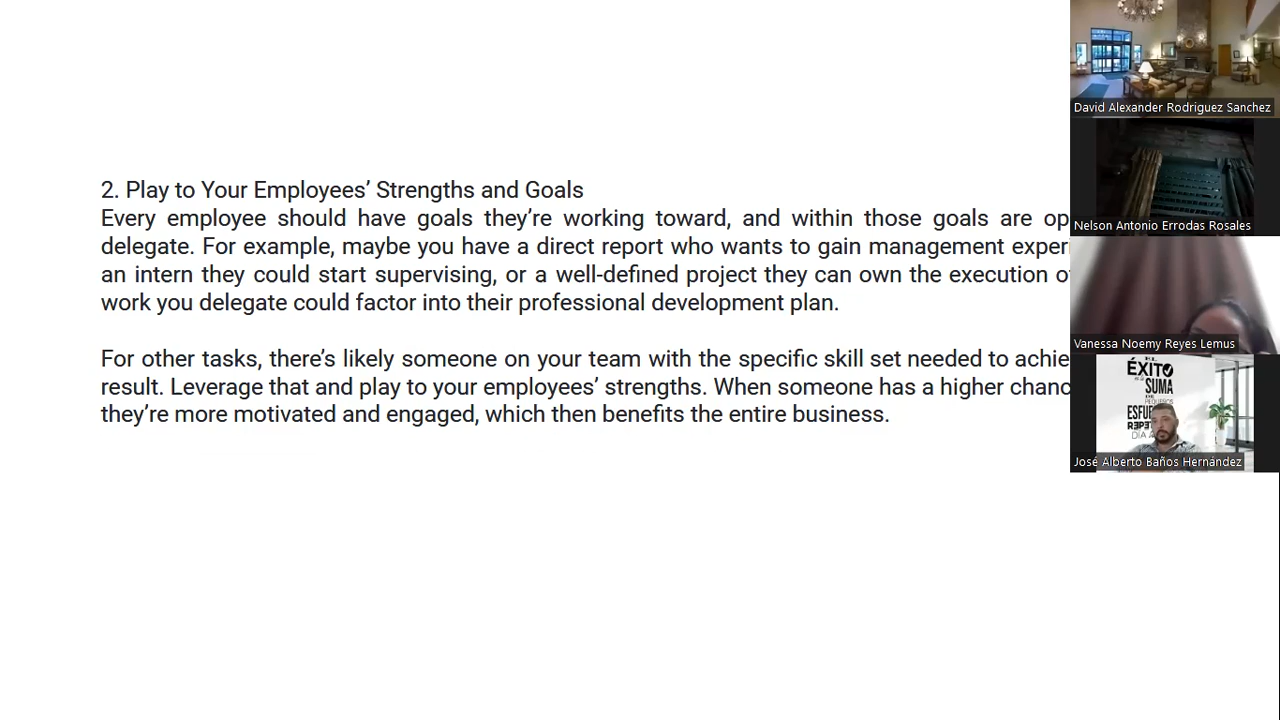 2. Play to Your Employees’ Strengths and Goals
Every employee should have goals they’re working toward, and within those goals are
delegate. For example, maybe you have a direct report who wants to gain management
an intern they could start supervising, or a well-defined project they can own the execution
work you delegate could factor into their professional development plan.
For other tasks, there’s likely someone on your team with the specific skill set needed to
result. Leverage that and play to your employees’ strengths. When someone has a higher
they’re more motivated and engaged, which then benefits the entire business.
David Alexander Rodriguez Sanchez
Nelson Antonio Errodas Rosales
Vanessa Noemy Reyes Lemus
EL
ÉXITO
SUMA
PEQUEÑOS
DÍA
José Alberto Baños Hernández